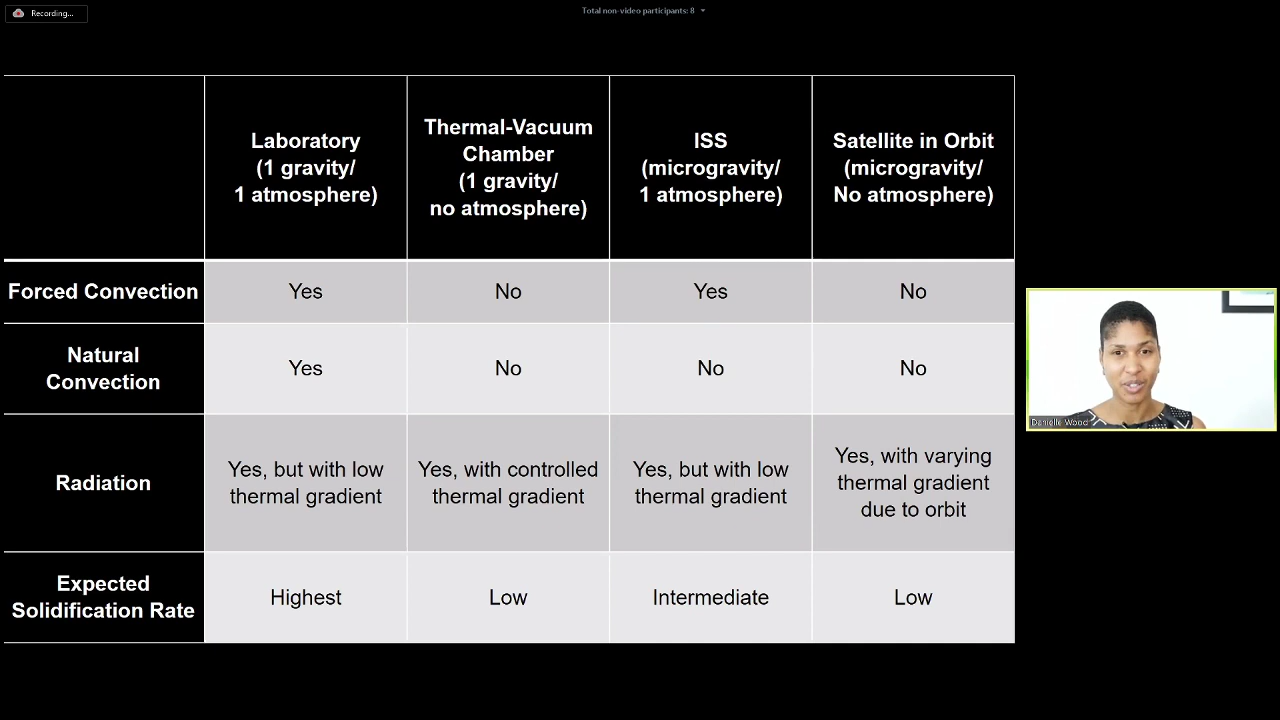 Recording...
Total non-video participants: 8
Laboratory
(1 gravity/
1 atmosphere)
Thermal-Vacuum
Chamber
(1 gravity/
no atmosphere)
ISS
(microgravity/
1 atmosphere)
Satellite in Orbit
(microgravity/
No atmosphere)
Forced Convection
Yes
No
Yes
No
Natural
Convection
Yes
No
No
No
Radiation
Yes, but with low
thermal gradient
Yes, with controlled
thermal gradient
Yes, but with low
thermal gradient
Yes, with varying
thermal gradient
due to orbit
Expected
Solidification Rate
Highest
Low
Intermediate
Low
Danielle Wood